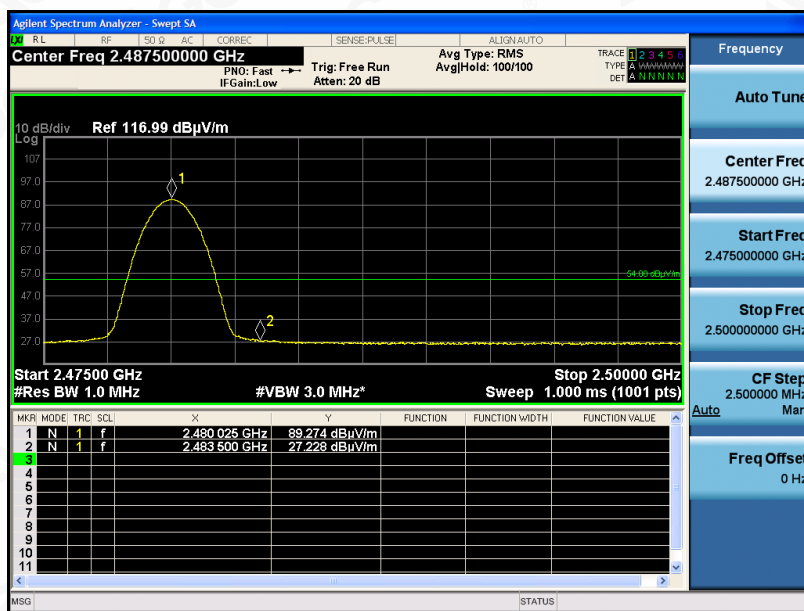 Agilent Spectrum Analyzer - Swept SA
LXI RL RF 50 Ω AC CORREC SENSE:PULSE ALIGN AUTO
Center Freq 2.487500000 GHz
PNO: Fast
IFGain:Low
Trig: Free Run
Atten: 20 dB
Avg Type: RMS
Avg|Hold: 100/100
TRACE 1 2 3 4 5 6
TYPE A WWWWW
DET A N N N N N
10 dB/div Ref 116.99 dBµV/m
Log
107
97.0
87.0
77.0
67.0
57.0
47.0
37.0
27.0
1
2
54.00 dBµV/m
Start 2.47500 GHz Stop 2.50000 GHz
#Res BW 1.0 MHz #VBW 3.0 MHz* Sweep 1.000 ms (1001 pts)
MKR MODE TRC SCL X Y FUNCTION FUNCTION WIDTH FUNCTION VALUE
1 N 1 f 2.480 025 GHz 89.274 dBµV/m
2 N 1 f 2.483 500 GHz 27.228 dBµV/m
3
4
5
6
7
8
9
10
11
MSG STATUS
Frequency
Auto Tune
Center Freq
2.487500000 GHz
Start Freq
2.475000000 GHz
Stop Freq
2.500000000 GHz
CF Step
2.500000 MHz
Auto Man
Freq Offset
0 Hz